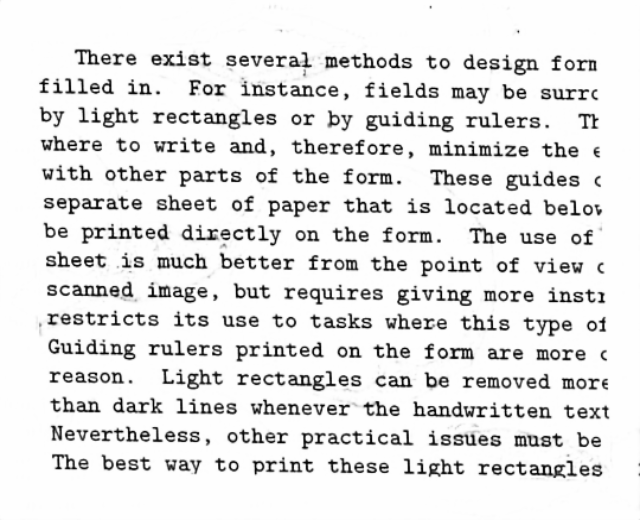 There exist several methods to design
filled in. For instance, fields may be
by light rectangles or by guiding rulers.
where to write and, therefore, minimize the
with other parts of the form. These guides
separate sheet of paper that is located
be printed directly on the form. The use of
sheet is much better from the point of view
scanned image, but requires giving more
restricts its use to tasks where this type of
Guiding rulers printed on the form are more
reason. Light rectangles can be removed more
than dark lines whenever the handwritten text
Nevertheless, other practical issues must be
The best way to print these light rectangles